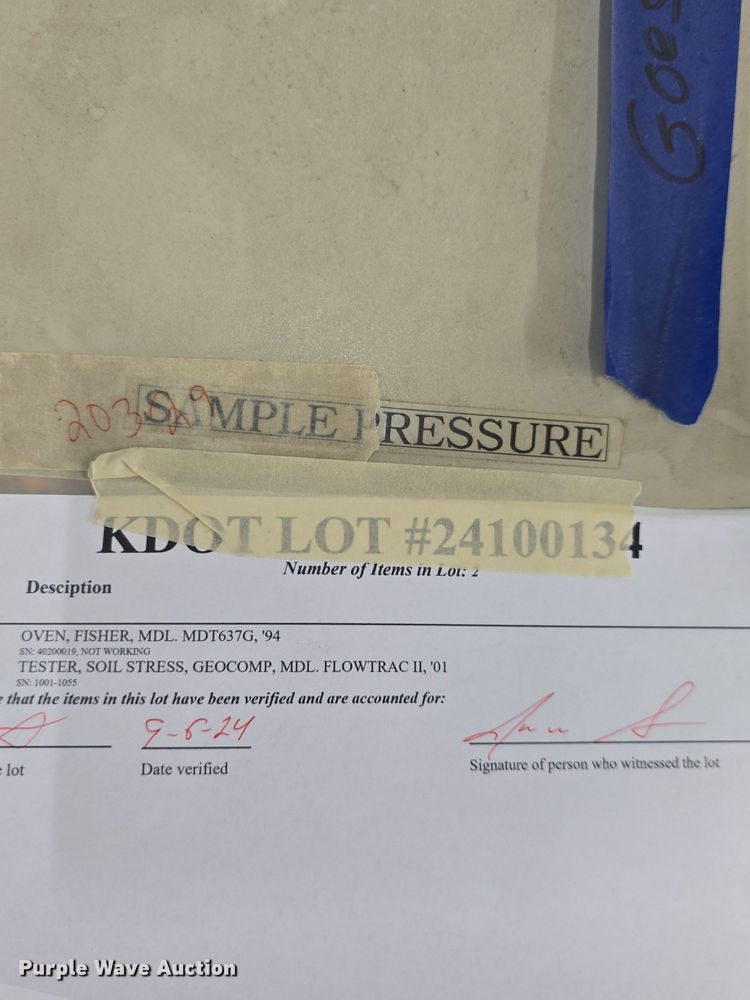 Goes
SAMPLE PRESSURE
KDOT LOT #24100134
Number of Items in Lot: 2
Desciption
OVEN, FISHER, MDL. MDT637G, '94
SN: 40200019, NOT WORKING
TESTER, SOIL STRESS, GEOCOMP, MDL. FLOWTRAC II, '01
SN: 1001-1055
e that the items in this lot have been verified and are accounted for:
9-6-24
e lot Date verified Signature of person who witnessed the lot
Purple Wave Auction